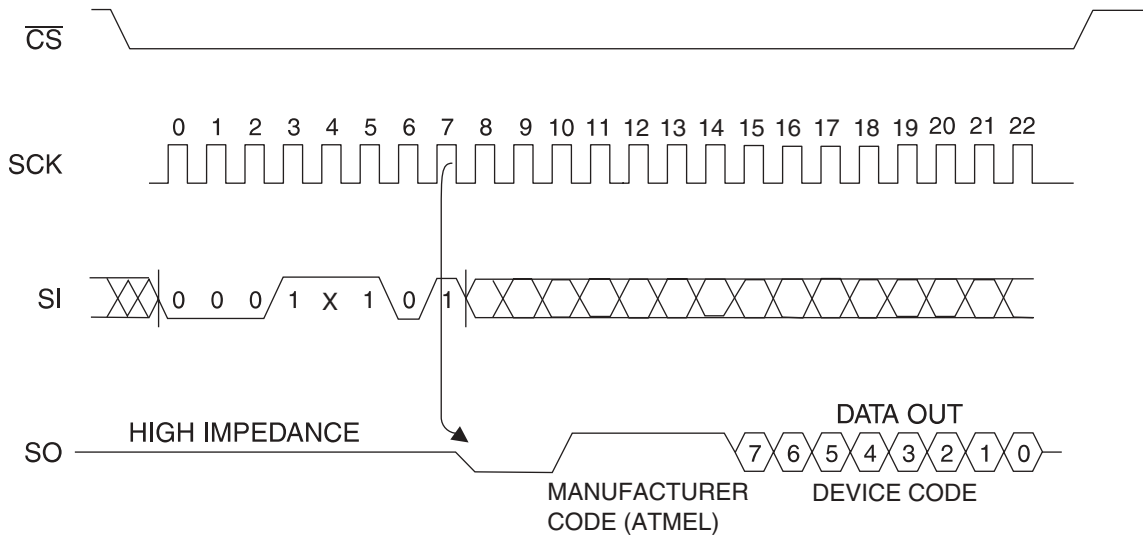 CS
0 1 2 3 4 5 6 7 8 9 10 11 12 13 14 15 16 17 18 19 20 21 22
SCK
SI 0 0 0 1 X 1 0 1
HIGH IMPEDANCE
DATA OUT
SO
7 6 5 4 3 2 1 0
MANUFACTURER
CODE (ATMEL)
DEVICE CODE